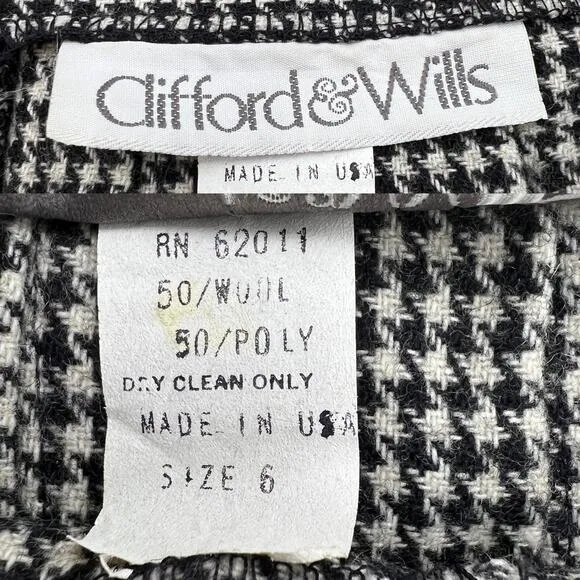 Clifford & Wills
MADE IN USA
RN 62011
50/WOOL
50/POLY
DRY CLEAN ONLY
MADE IN USA
SIZE 6